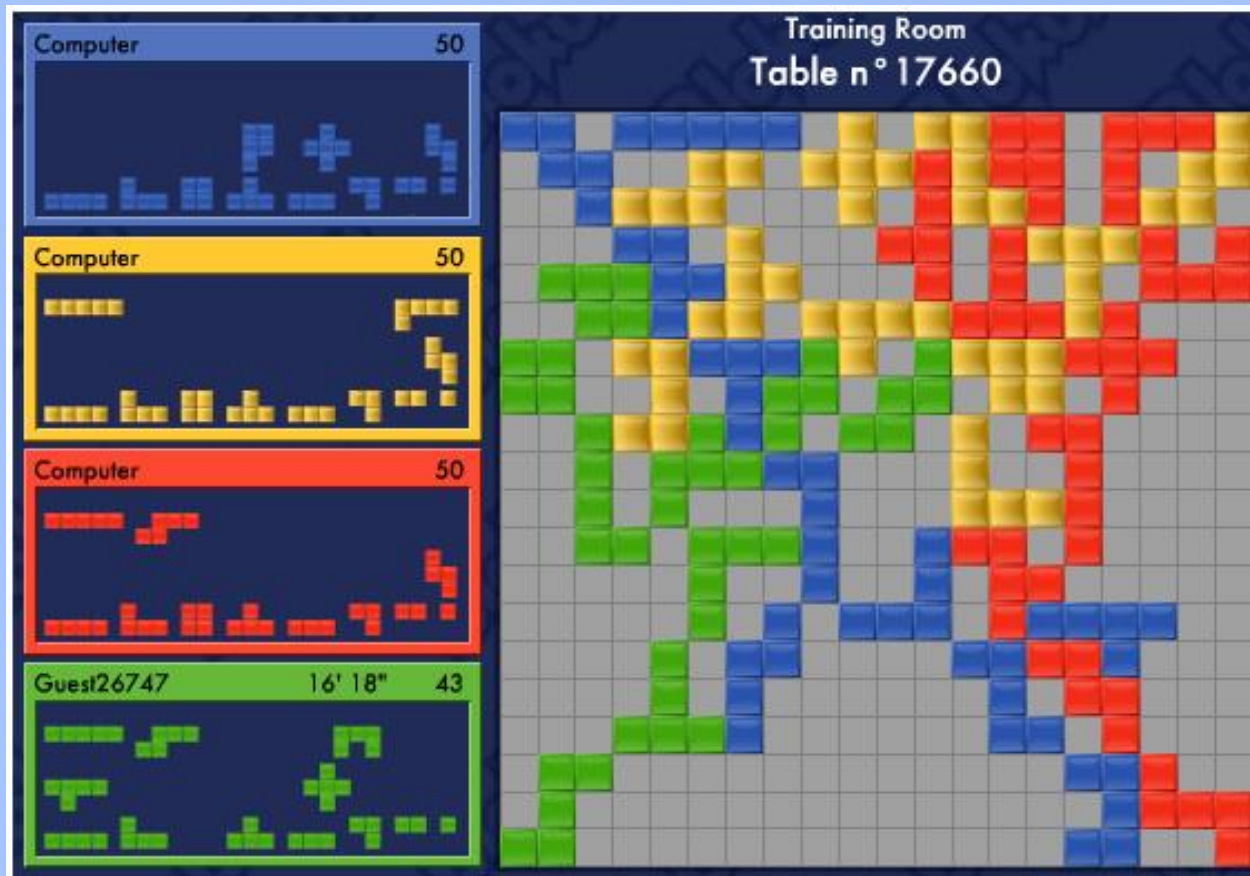 Training Room
Table n°17660
Computer 50
Computer 50
Computer 50
Guest26747 16' 18" 43